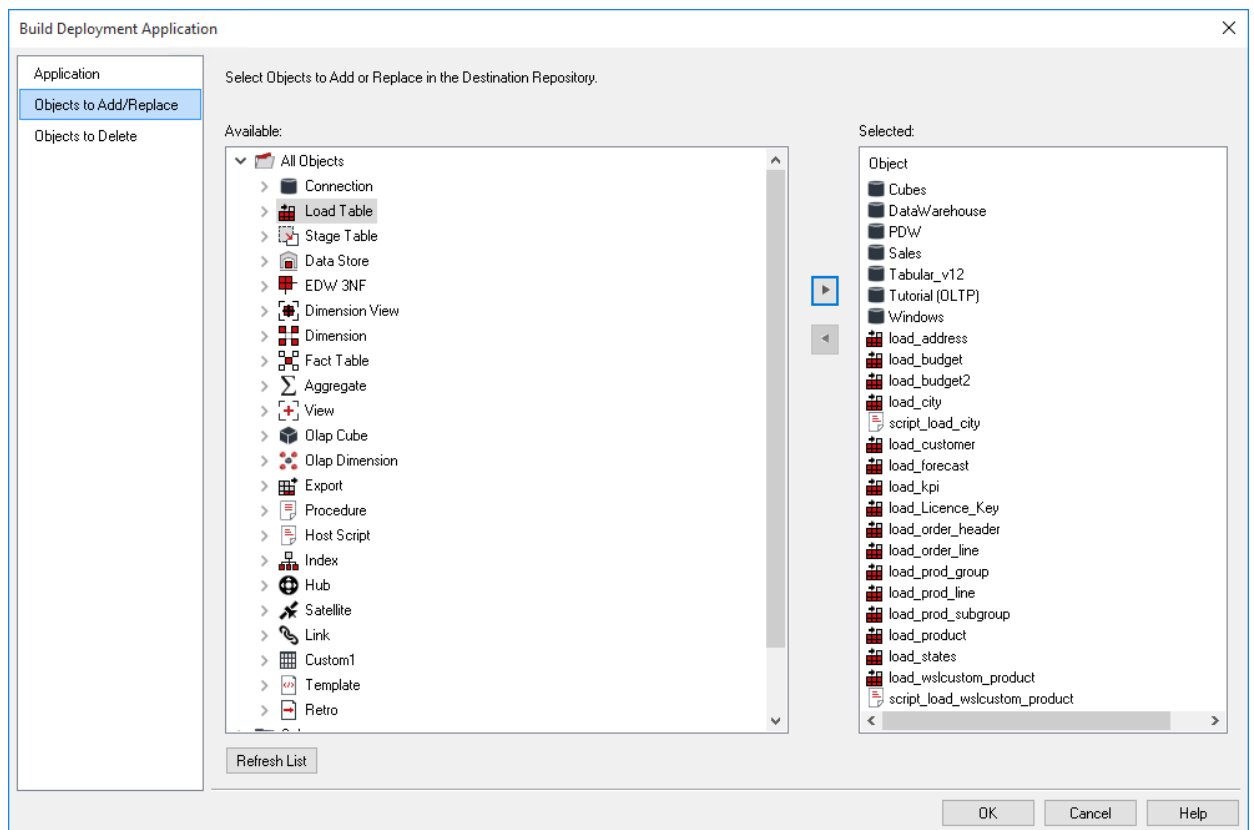 Build Deployment Application
Application
Objects to Add/Replace
Objects to Delete
Select Objects to Add or Replace in the Destination Repository.
Available:
All Objects
Connection
Load Table
Stage Table
Data Store
EDW 3NF
Dimension View
Dimension
Fact Table
Aggregate
View
Olap Cube
Olap Dimension
Export
Procedure
Host Script
Index
Hub
Satellite
Link
Custom1
Template
Retro
Refresh List
Selected:
Object
Cubes
DataWarehouse
PDW
Sales
Tabular_v12
Tutorial (OLTP)
Windows
load_address
load_budget
load_budget2
load_city
script_load_city
load_customer
load_forecast
load_kpi
load_Licence_Key
load_order_header
load_order_line
load_prod_group
load_prod_line
load_prod_subgroup
load_product
load_states
load_wslcustom_product
script_load_wslcustom_product
OK
Cancel
Help